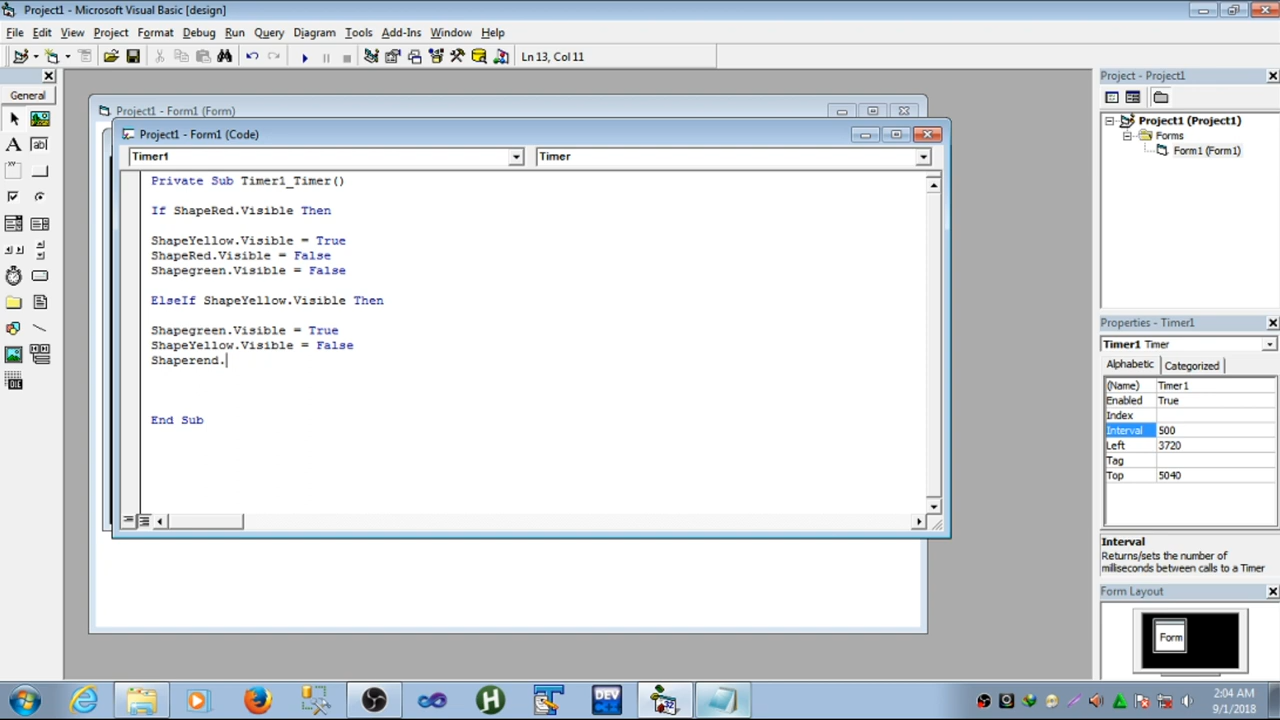 Project1 - Microsoft Visual Basic [design]
File Edit View Project Format Debug Run Query Diagram Tools Add-Ins Window Help
Ln 13, Col 11
General
Project1 - Form1 (Form)
Project1 - Form1 (Code)
Timer1
Timer
Private Sub Timer1_Timer()
If ShapeRed.Visible Then
ShapeYellow.Visible = True
ShapeRed.Visible = False
Shapegreen.Visible = False
ElseIf ShapeYellow.Visible Then
Shapegreen.Visible = True
ShapeYellow.Visible = False
Shaperend.
End Sub
Project - Project1
Project1 (Project1)
Forms
Form1 (Form1)
Properties - Timer1
Timer1 Timer
Alphabetic Categorized
(Name) Timer1
Enabled True
Index
Interval 500
Left 3720
Tag
Top 5040
Interval
Returns/sets the number of
milliseconds between calls to a Timer
Form Layout
Form
DEV
2:04 AM
9/1/2018